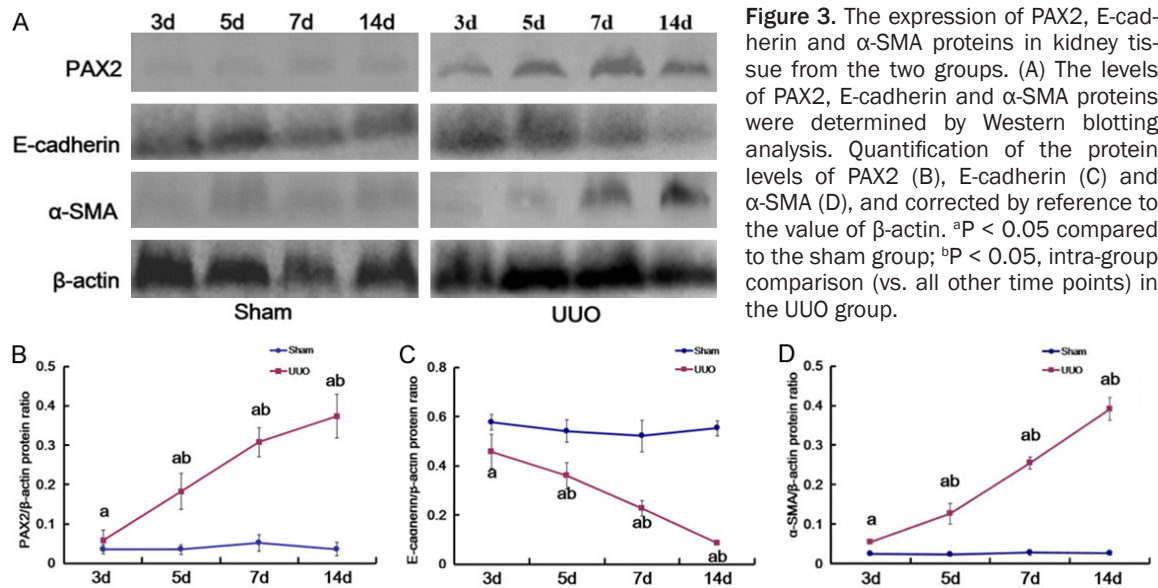 A
3d 5d 7d 14d 3d 5d 7d 14d
PAX2
E-cadherin
α-SMA
β-actin
Sham UUO
Figure 3. The expression of PAX2, E-cad-
herin and α-SMA proteins in kidney tis-
sue from the two groups. (A) The levels
of PAX2, E-cadherin and α-SMA proteins
were determined by Western blotting
analysis. Quantification of the protein
levels of PAX2 (B), E-cadherin (C) and
α-SMA (D), and corrected by reference to
the value of β-actin. ᵃP < 0.05 compared
to the sham group; ᵇP < 0.05, intra-group
comparison (vs. all other time points) in
the UUO group.
B
Sham
UUO
PAX2/β-actin protein ratio
0.5
0.4
0.3
0.2
0.1
0
a
ab
ab
ab
3d 5d 7d 14d
C
Sham
UUO
E-cadherin/β-actin protein ratio
0.8
0.6
0.4
0.2
0
a
ab
ab
ab
3d 5d 7d 14d
D
Sham
UUO
α-SMA/β-actin protein ratio
0.5
0.4
0.3
0.2
0.1
0
a
ab
ab
ab
3d 5d 7d 14d